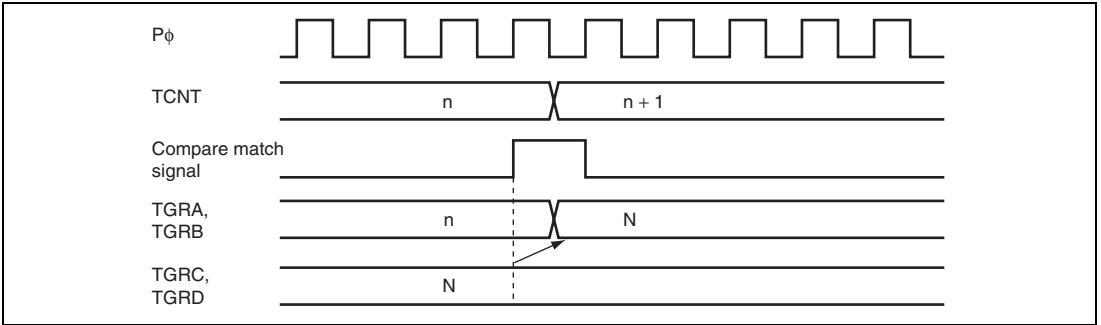 Pϕ
TCNT
n
n + 1
Compare match
signal
TGRA,
TGRB
n
N
TGRC,
TGRD
N